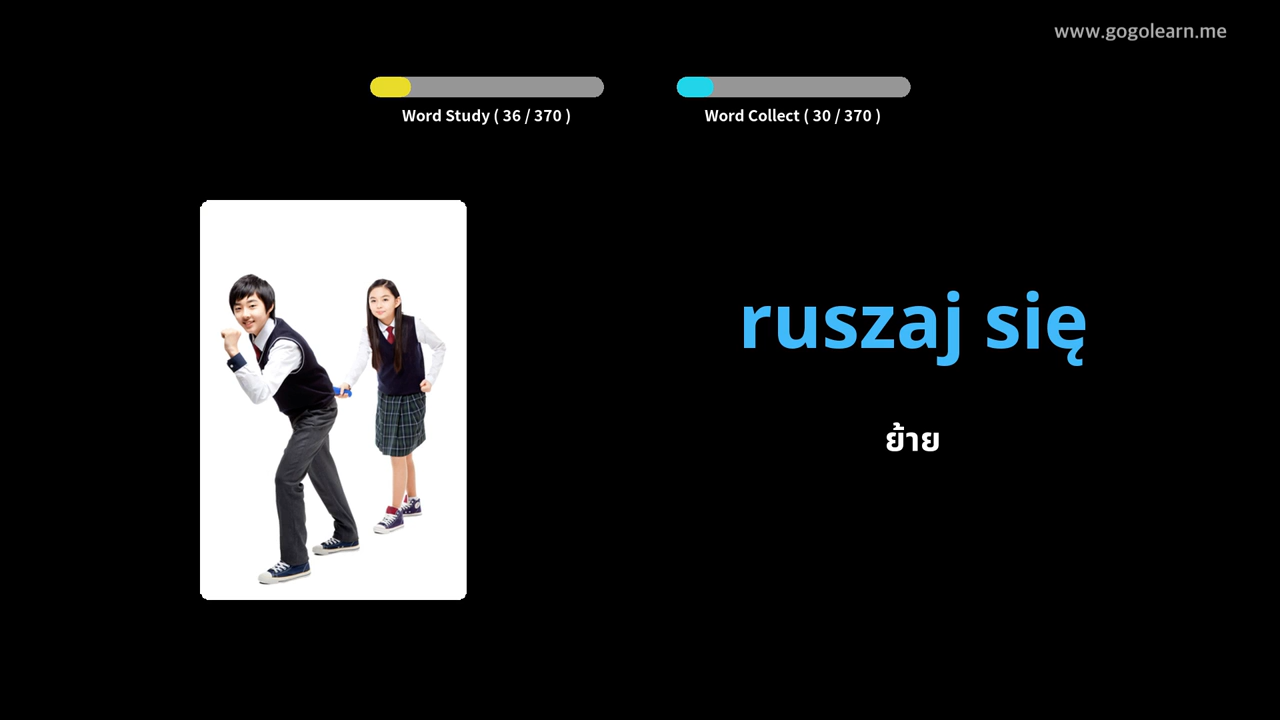 www.gogolearn.me
Word Study ( 36 / 370 )
Word Collect ( 30 / 370 )
ruszaj się
ย้าย